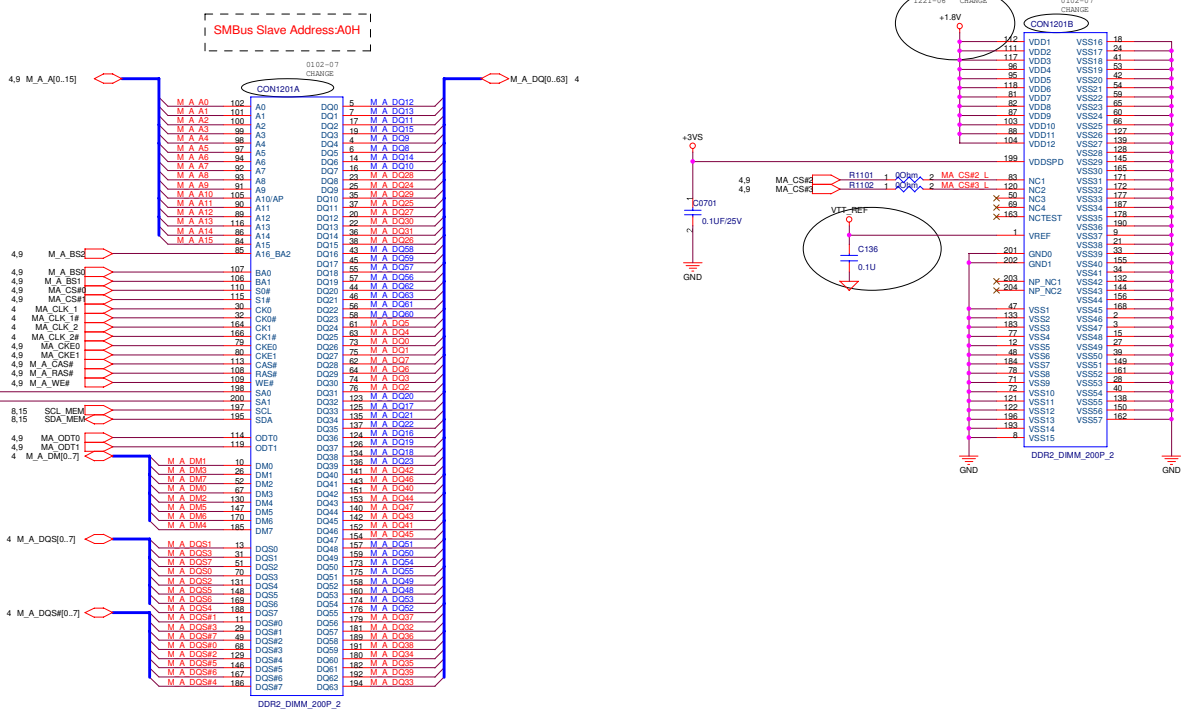 SMBus Slave Address:A0H
0102-07
CHANGE
CON1201A
4,9 M_A_A[0..15]
M_A_DQ[0..63] 4
M_A_A0 102 A0 DQ0 5 M_A_DQ12
M_A_A1 101 A1 DQ1 7 M_A_DQ13
M_A_A2 100 A2 DQ2 17 M_A_DQ11
M_A_A3 99 A3 DQ3 19 M_A_DQ15
M_A_A4 98 A4 DQ4 4 M_A_DQ9
M_A_A5 97 A5 DQ5 6 M_A_DQ8
M_A_A6 94 A6 DQ6 14 M_A_DQ14
M_A_A7 92 A7 DQ7 16 M_A_DQ10
M_A_A8 93 A8 DQ8 23 M_A_DQ28
M_A_A9 91 A9 DQ9 25 M_A_DQ24
M_A_A10 105 A10/AP DQ10 35 M_A_DQ29
M_A_A11 90 A11 DQ11 37 M_A_DQ25
M_A_A12 89 A12 DQ12 20 M_A_DQ27
M_A_A13 116 A13 DQ13 22 M_A_DQ30
M_A_A14 86 A14 DQ14 36 M_A_DQ31
M_A_A15 84 A15 DQ15 38 M_A_DQ26
4,9 M_A_BS2 85 A16_BA2 DQ16 43 M_A_DQ58
DQ17 45 M_A_DQ59
4,9 M_A_BS0 107 BA0 DQ18 55 M_A_DQ57
4,9 M_A_BS1 106 BA1 DQ19 57 M_A_DQ56
4,9 MA_CS#0 110 S0# DQ20 44 M_A_DQ62
4,9 MA_CS#1 115 S1# DQ21 46 M_A_DQ63
4 MA_CLK_1 30 CK0 DQ22 56 M_A_DQ61
4 MA_CLK_1# 32 CK0# DQ23 58 M_A_DQ60
4 MA_CLK_2 164 CK1 DQ24 61 M_A_DQ5
4 MA_CLK_2# 166 CK1# DQ25 63 M_A_DQ4
4,9 MA_CKE0 79 CKE0 DQ26 73 M_A_DQ0
4,9 MA_CKE1 80 CKE1 DQ27 75 M_A_DQ1
4,9 M_A_CAS# 113 CAS# DQ28 62 M_A_DQ7
4,9 M_A_RAS# 108 RAS# DQ29 64 M_A_DQ6
4,9 M_A_WE# 109 WE# DQ30 74 M_A_DQ3
198 SA0 DQ31 76 M_A_DQ2
200 SA1 DQ32 123 M_A_DQ20
8,15 SCL_MEM 197 SCL DQ33 125 M_A_DQ17
8,15 SDA_MEM 195 SDA DQ34 135 M_A_DQ21
DQ35 137 M_A_DQ22
4,9 MA_ODT0 114 ODT0 DQ36 124 M_A_DQ16
4,9 MA_ODT1 119 ODT1 DQ37 126 M_A_DQ19
4 M_A_DM[0..7] DQ38 134 M_A_DQ18
M_A_DM1 10 DM0 DQ39 136 M_A_DQ23
M_A_DM3 26 DM1 DQ40 141 M_A_DQ42
M_A_DM7 52 DM2 DQ41 143 M_A_DQ46
M_A_DM0 67 DM3 DQ42 151 M_A_DQ40
M_A_DM2 130 DM4 DQ43 153 M_A_DQ44
M_A_DM5 147 DM5 DQ44 140 M_A_DQ47
M_A_DM6 170 DM6 DQ45 142 M_A_DQ43
M_A_DM4 185 DM7 DQ46 152 M_A_DQ41
4 M_A_DQS[0..7] DQ47 154 M_A_DQ45
M_A_DQS1 13 DQS0 DQ48 157 M_A_DQ51
M_A_DQS3 31 DQS1 DQ49 159 M_A_DQ50
M_A_DQS7 51 DQS2 DQ50 173 M_A_DQ54
M_A_DQS0 70 DQS3 DQ51 175 M_A_DQ55
M_A_DQS2 131 DQS4 DQ52 158 M_A_DQ49
M_A_DQS5 148 DQS5 DQ53 160 M_A_DQ48
M_A_DQS6 169 DQS6 DQ54 174 M_A_DQ53
M_A_DQS4 188 DQS7 DQ55 176 M_A_DQ52
4 M_A_DQS#[0..7]
M_A_DQS#1 11 DQS#0 DQ56 179 M_A_DQ37
M_A_DQS#3 29 DQS#1 DQ57 181 M_A_DQ32
M_A_DQS#7 49 DQS#2 DQ58 189 M_A_DQ36
M_A_DQS#0 68 DQS#3 DQ59 191 M_A_DQ38
M_A_DQS#2 129 DQS#4 DQ60 180 M_A_DQ34
M_A_DQS#5 146 DQS#5 DQ61 182 M_A_DQ35
M_A_DQS#6 167 DQS#6 DQ62 192 M_A_DQ39
M_A_DQS#4 186 DQS#7 DQ63 194 M_A_DQ33
DDR2_DIMM_200P_2
CHANGE
CHANGE
+1.8V
CON1201B
112 VDD1 VSS16 18
111 VDD2 VSS17 24
117 VDD3 VSS18 41
96 VDD4 VSS19 53
95 VDD5 VSS20 42
118 VDD6 VSS21 54
81 VDD7 VSS22 59
82 VDD8 VSS23 65
87 VDD9 VSS24 60
103 VDD10 VSS25 66
88 VDD11 VSS26 127
104 VDD12 VSS27 139
VSS28 128
199 VDDSPD VSS29 145
VSS30 165
83 NC1 VSS31 171
120 NC2 VSS32 172
50 NC3 VSS33 177
69 NC4 VSS34 187
163 NCTEST VSS35 178
VSS36 190
1 VREF VSS37 9
VSS38 21
201 GND0 VSS39 33
202 GND1 VSS40 155
VSS41 34
203 NP_NC1 VSS42 132
204 NP_NC2 VSS43 144
VSS44 156
47 VSS1 VSS45 168
133 VSS2 VSS46 2
183 VSS3 VSS47 3
77 VSS4 VSS48 15
12 VSS5 VSS49 27
48 VSS6 VSS50 39
184 VSS7 VSS51 149
78 VSS8 VSS52 161
71 VSS9 VSS53 28
72 VSS10 VSS54 40
121 VSS11 VSS55 138
122 VSS12 VSS56 150
196 VSS13 VSS57 162
193 VSS14
8 VSS15
DDR2_DIMM_200P_2
GND
GND
+3VS
4,9 MA_CS#2 R1101 1 0Ohm 2 MA_CS#2_L
4,9 MA_CS#3 R1102 1 0Ohm 2 MA_CS#3_L
1
C0701
0.1UF/25V
2
GND
VTT_REF
C136
0.1U